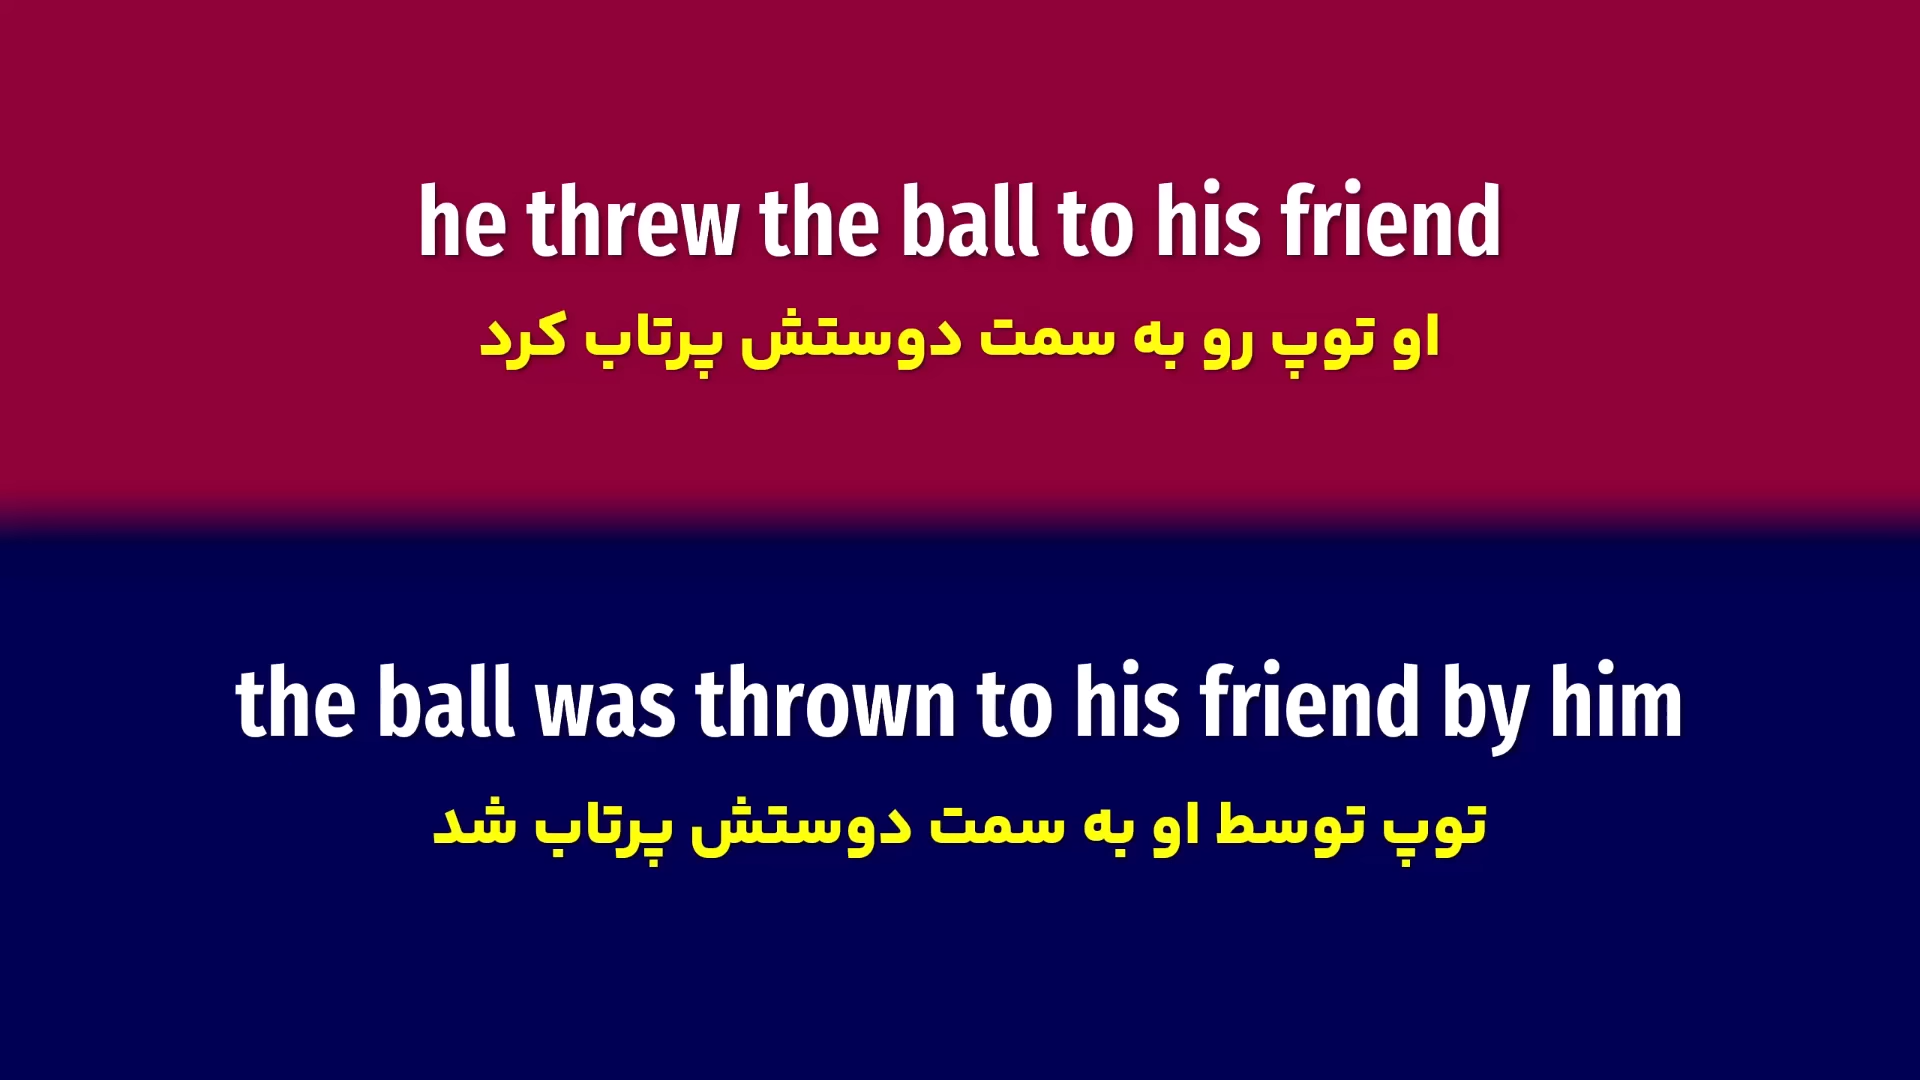 he threw the ball to his friend
او توپ رو به سمت دوستش پرتاب کرد
the ball was thrown to his friend by him
توپ توسط او به سمت دوستش پرتاب شد